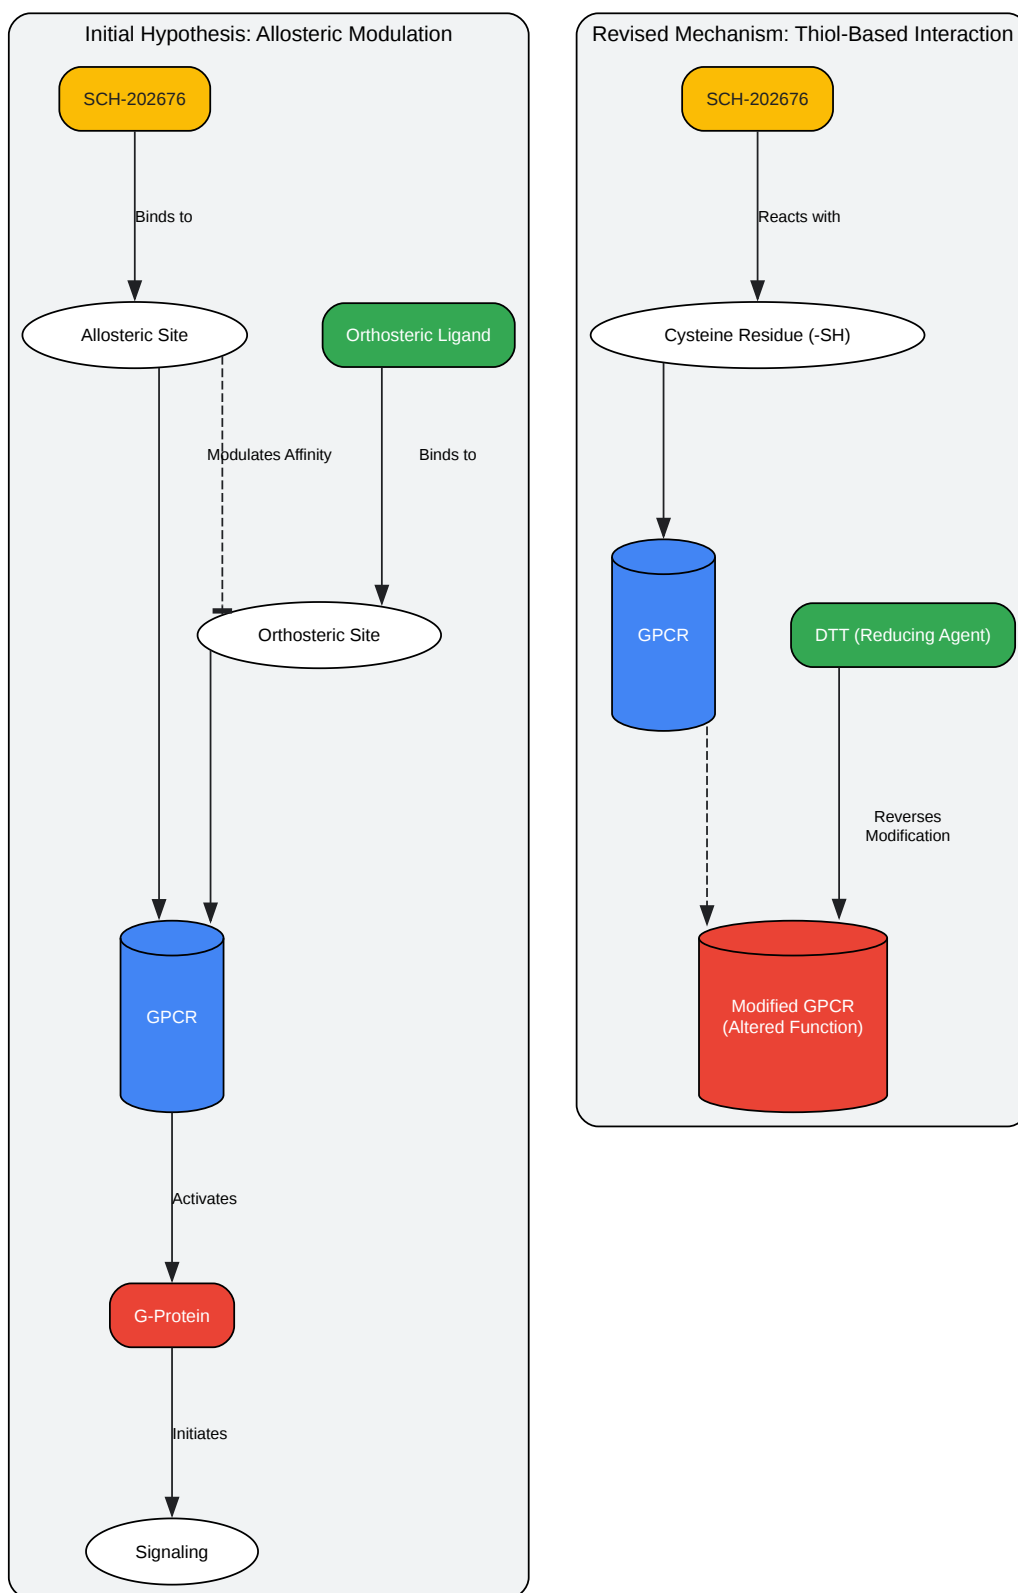 Initial Hypothesis: Allosteric Modulation
SCH-202676
Binds to
Allosteric Site
Orthosteric Ligand
Modulates Affinity
Binds to
Orthosteric Site
GPCR
Activates
G-Protein
Initiates
Signaling
Revised Mechanism: Thiol-Based Interaction
SCH-202676
Reacts with
Cysteine Residue (-SH)
GPCR
DTT (Reducing Agent)
Reverses
Modification
Modified GPCR
(Altered Function)